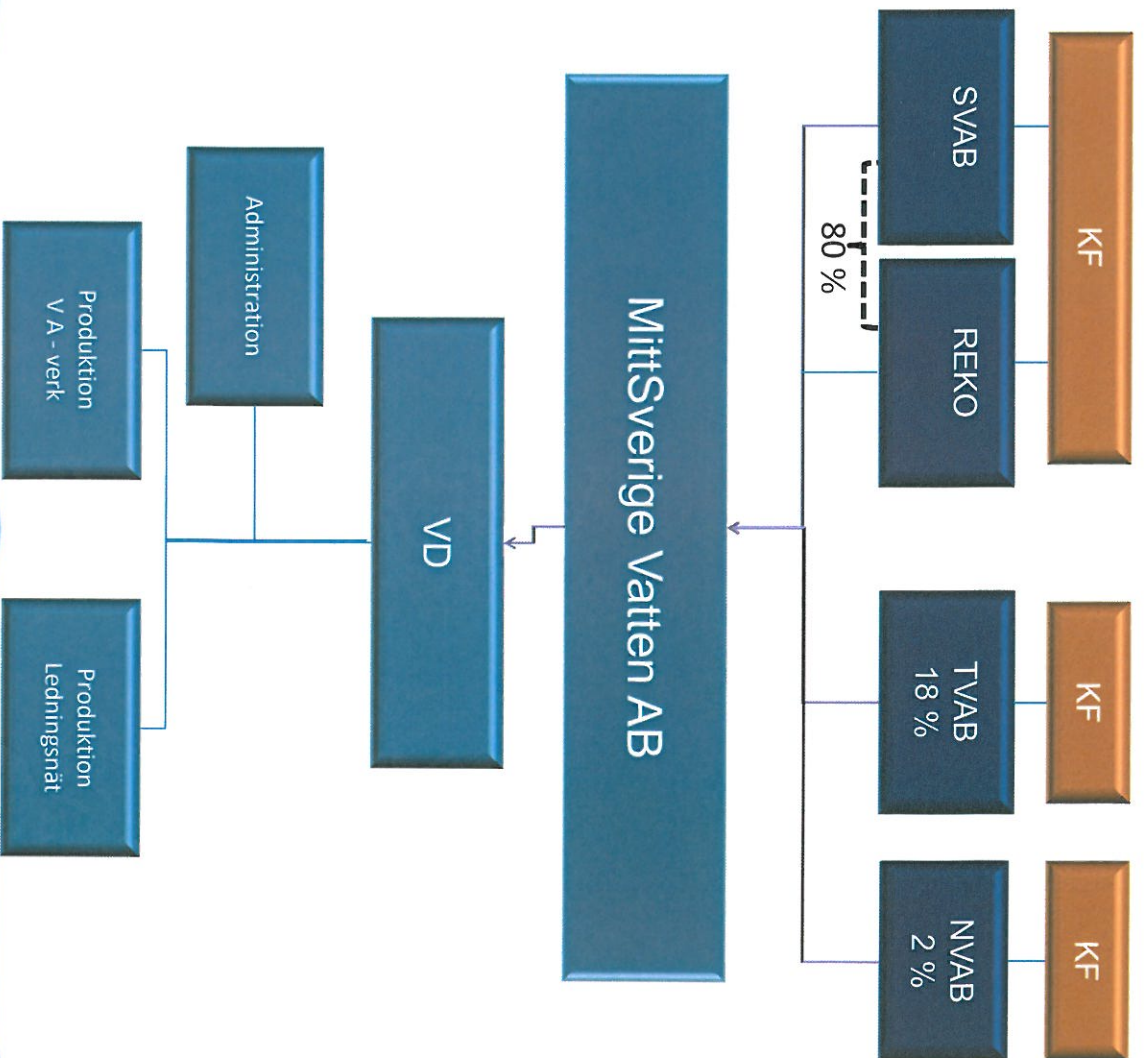 KF
KF
KF
SVAB
REKO
TVAB
18 %
NVAB
2 %
80 %
MittSverige Vatten AB
VD
Administration
Produktion
V A - verk
Produktion
Ledningsnät